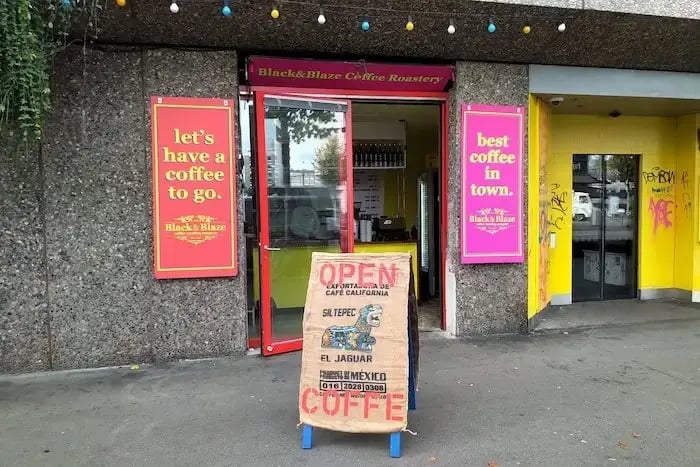 Black&Blaze Coffee Roastery
let's
have a
coffee
to go.
Black&Blaze
best
coffee
in
town.
Black&Blaze
OPEN
EXPORTADORA DE
CAFÉ CALIFORNIA
SILTEPEC
EL JAGUAR
MÉXICO
016 2028 0308
COFFE